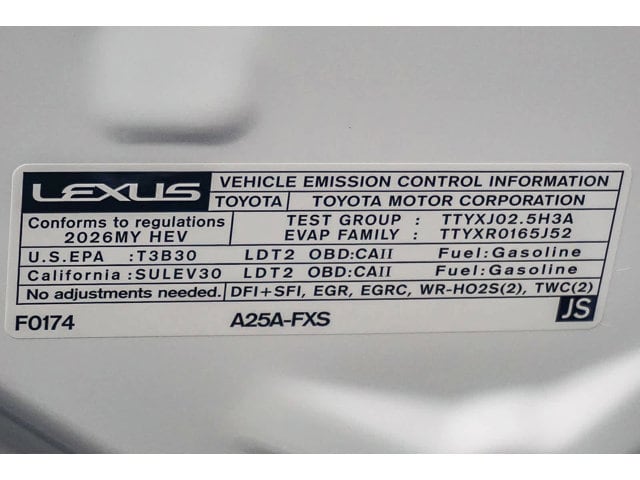 LEXUS VEHICLE EMISSION CONTROL INFORMATION
TOYOTA TOYOTA MOTOR CORPORATION
Conforms to regulations TEST GROUP : TTYXJ02.5H3A
2026MY HEV EVAP FAMILY : TTYXR0165J52
U.S.EPA :T3B30 LDT2 OBD:CAII Fuel:Gasoline
California :SULEV30 LDT2 OBD:CAII Fuel:Gasoline
No adjustments needed. DFI+SFI, EGR, EGRC, WR-HO2S(2), TWC(2)
F0174 A25A-FXS JS